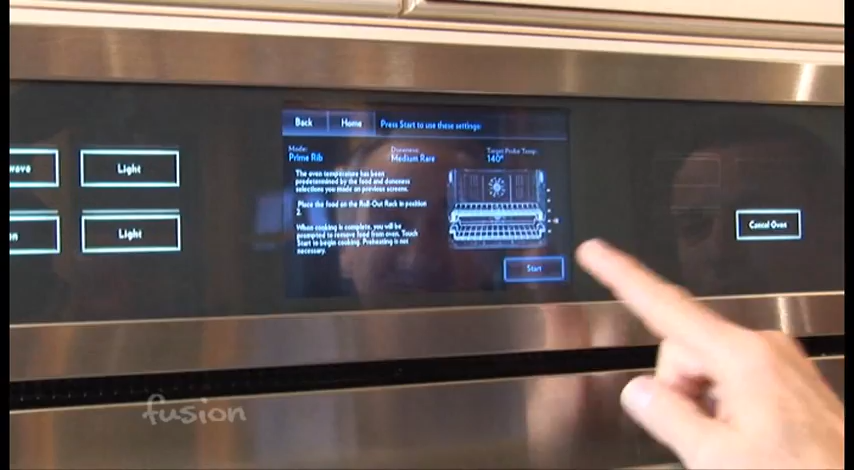 Back Home Press Start to use these settings:
Mode: Doneness: Target Probe Temp:
Prime Rib Medium Rare 140°
The oven temperature has been
predetermined by the food and doneness
selections you made on previous screens.
Place the food on the Roll-Out Rack in position
2.
When cooking is complete, you will be
prompted to remove food from oven. Touch
Start to begin cooking. Preheating is not
necessary.
Start
Light
Light
Cancel Oven
fusion